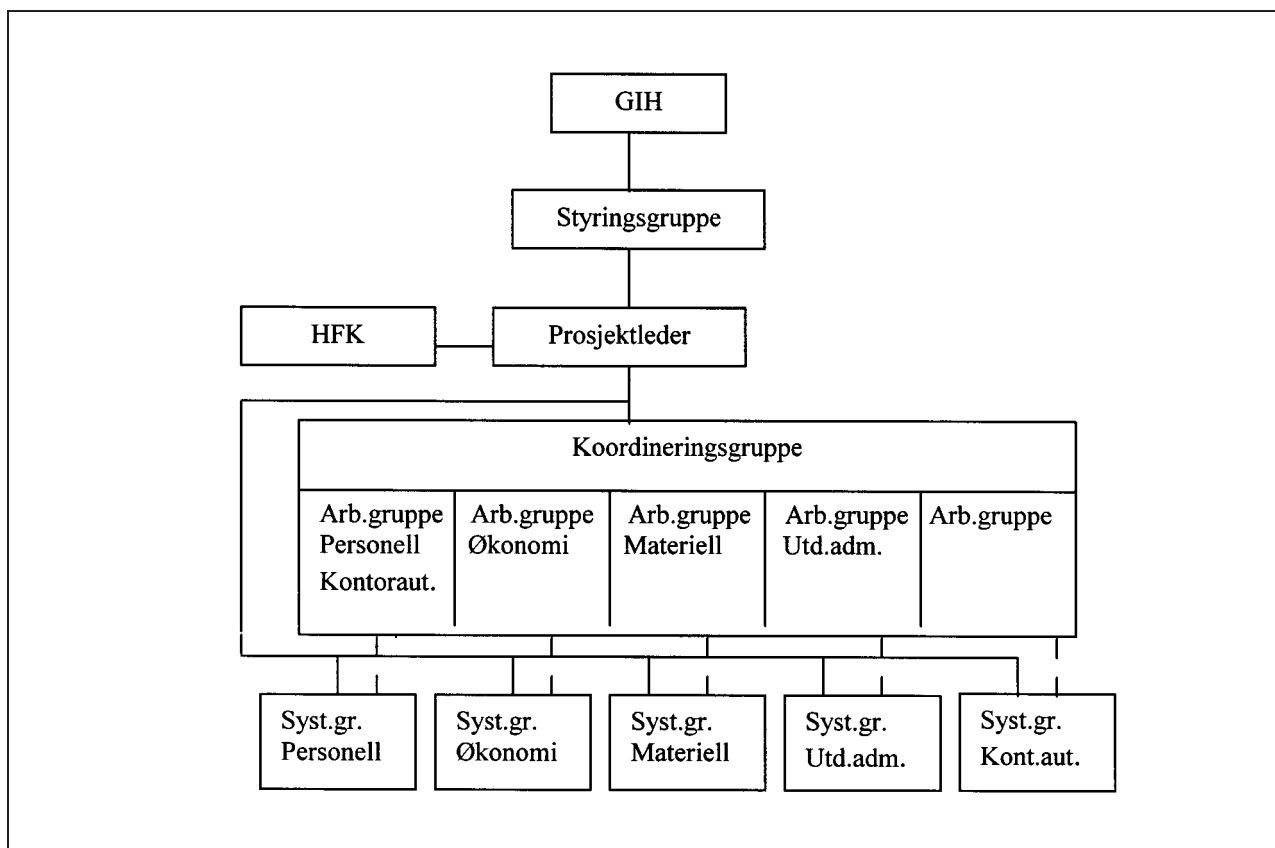 GIH
Styringsgruppe
HFK
Prosjektleder
Koordineringsgruppe
Arb.gruppe
Personell
Kontoraut.
Arb.gruppe
Økonomi
Arb.gruppe
Materiell
Arb.gruppe
Utd.adm.
Arb.gruppe
Syst.gr.
Personell
Syst.gr.
Økonomi
Syst.gr.
Materiell
Syst.gr.
Utd.adm.
Syst.gr.
Kont.aut.